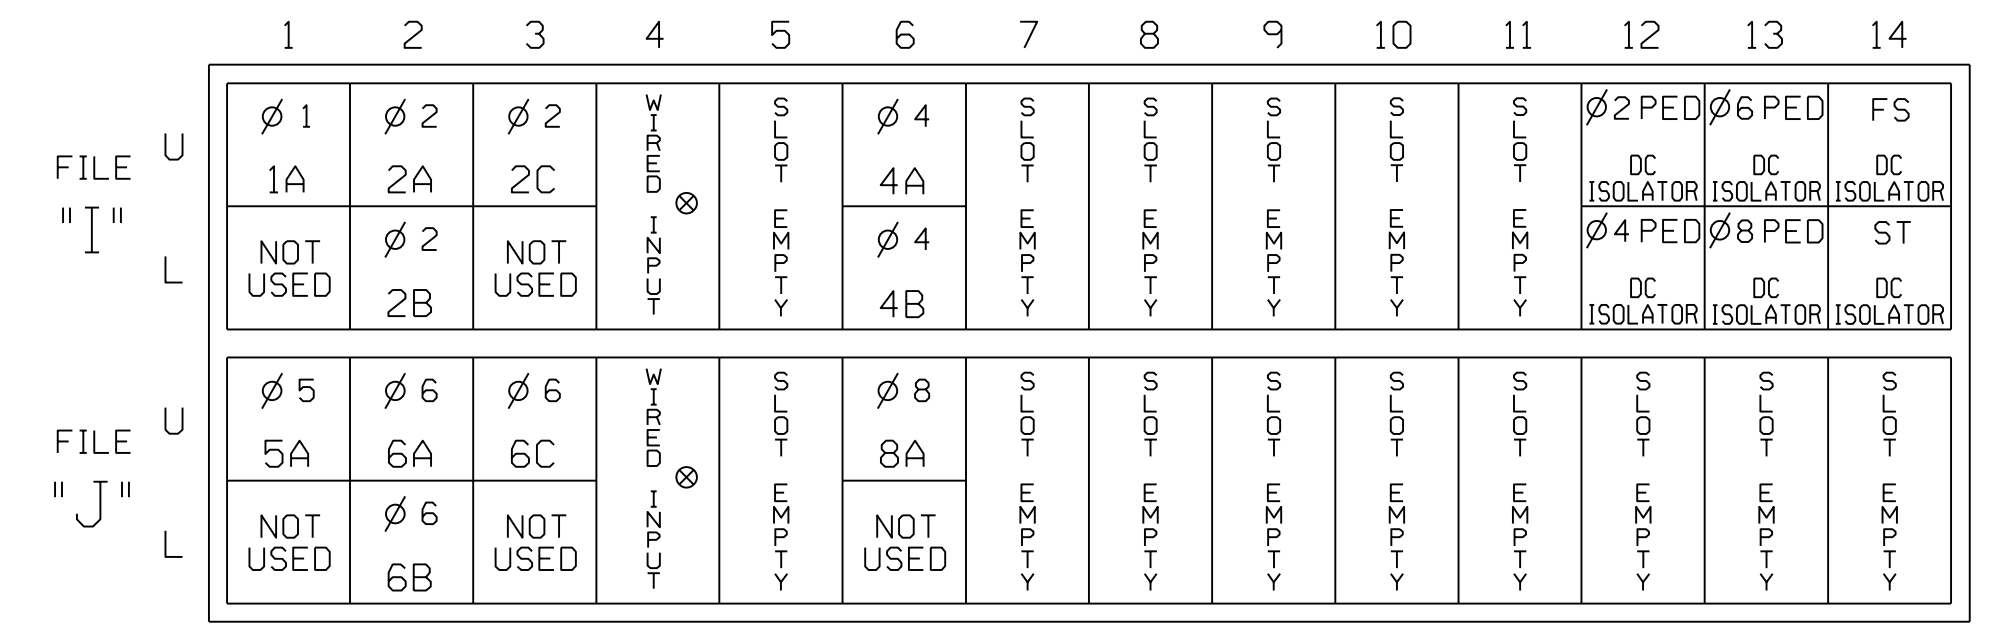 1 2 3 4 5 6 7 8 9 10 11 12 13 14
FILE "I"
U
Ø 1 1A
Ø 2 2A
Ø 2 2C
WIRED INPUT
SLOT EMPTY
Ø 4 4A
SLOT EMPTY
SLOT EMPTY
SLOT EMPTY
SLOT EMPTY
SLOT EMPTY
Ø2 PED DC ISOLATOR
Ø6 PED DC ISOLATOR
FS DC ISOLATOR
L
NOT USED
Ø 2 2B
NOT USED
Ø 4 4B
Ø4 PED DC ISOLATOR
Ø8 PED DC ISOLATOR
ST DC ISOLATOR
FILE "J"
U
Ø 5 5A
Ø 6 6A
Ø 6 6C
WIRED INPUT
SLOT EMPTY
Ø 8 8A
SLOT EMPTY
SLOT EMPTY
SLOT EMPTY
SLOT EMPTY
SLOT EMPTY
SLOT EMPTY
SLOT EMPTY
SLOT EMPTY
L
NOT USED
Ø 6 6B
NOT USED
NOT USED